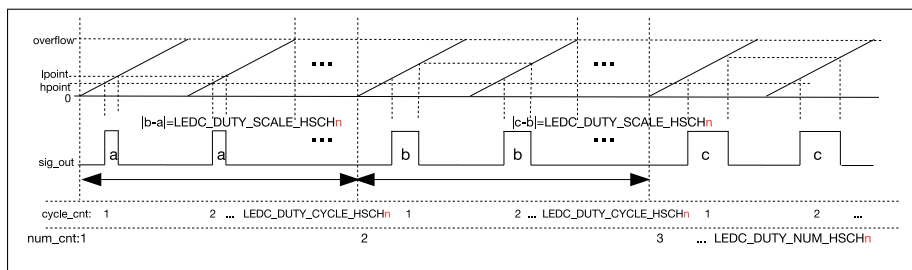 overflow
lpoint
hpoint
0
|b-a|=LEDC_DUTY_SCALE_HSCHn
|c-b|=LEDC_DUTY_SCALE_HSCHn
sig_out
a a b b c c
cycle_cnt: 1 2 ... LEDC_DUTY_CYCLE_HSCHn 1 2 ... LEDC_DUTY_CYCLE_HSCHn 1 2 ...
num_cnt:1 2 3 ... LEDC_DUTY_NUM_HSCHn